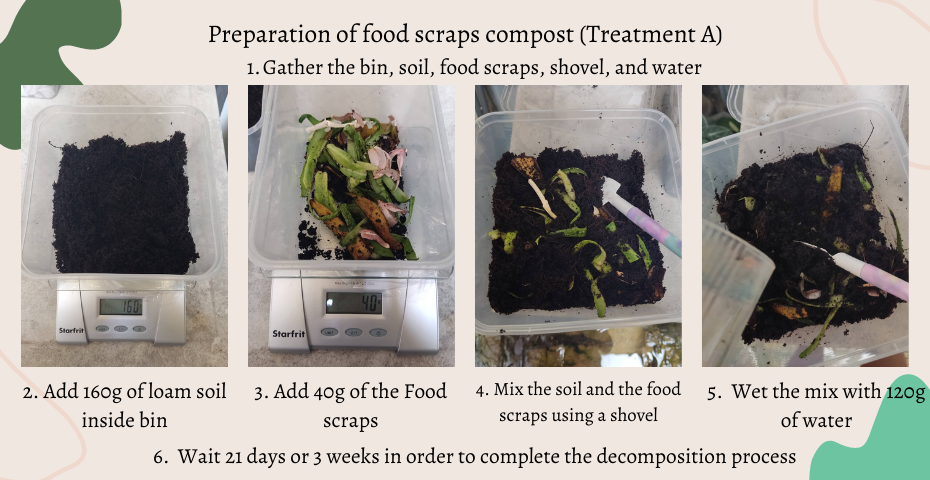 Preparation of food scraps compost (Treatment A)
1. Gather the bin, soil, food scraps, shovel, and water
160
Starfrit
40
Starfrit
2. Add 160g of loam soil
inside bin
3. Add 40g of the Food
scraps
4. Mix the soil and the food
scraps using a shovel
5. Wet the mix with 120g
of water
6. Wait 21 days or 3 weeks in order to complete the decomposition process